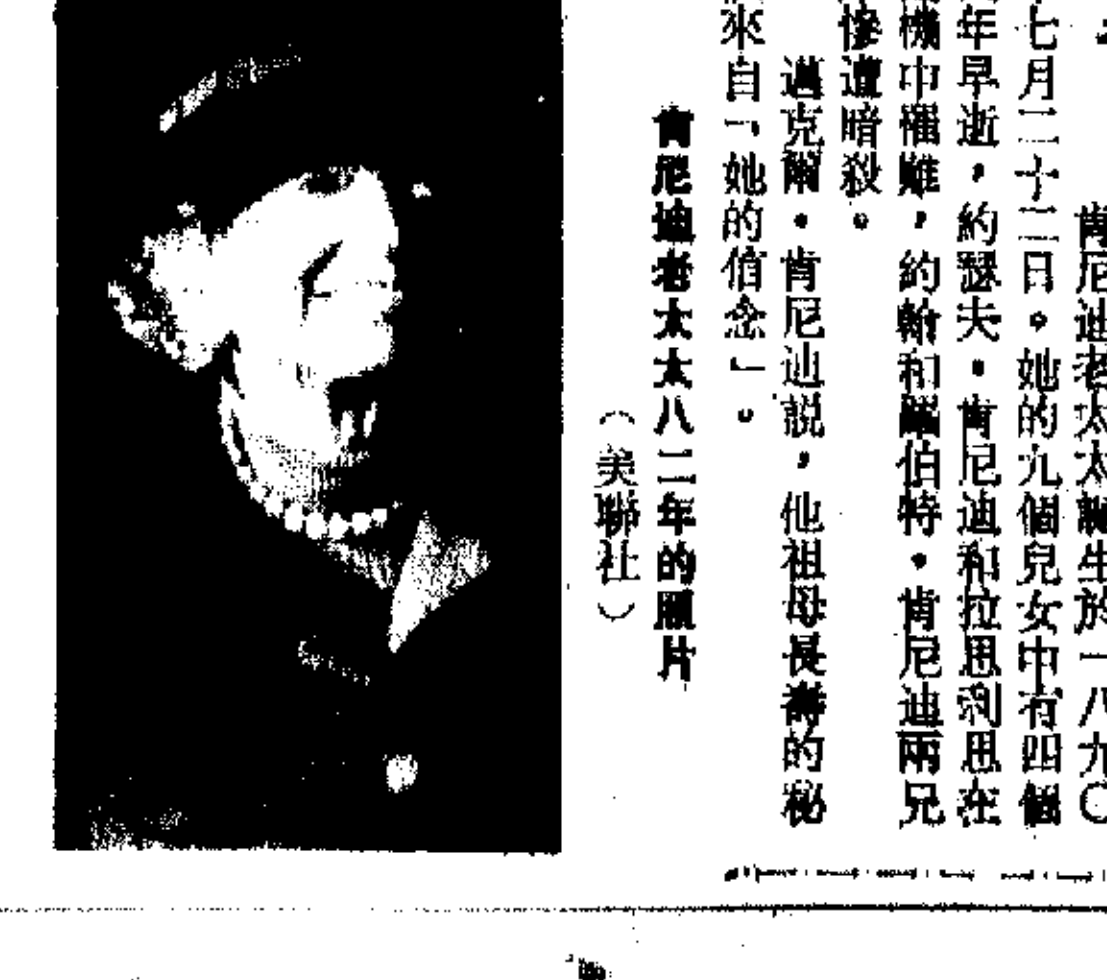 肯尼迪老太太誕生於一八九〇
七月二十二日。她的九個兒女中有四個
年早逝，約瑟夫．肯尼迪和拉思利思在
機中罹難，約翰和羅伯特．肯尼迪兩兄
慘遭暗殺。
邁克爾．肯尼迪説，他祖母長壽的秘
來自「她的信念」。
肯尼迪老太太八二年的照片
（美聯社）